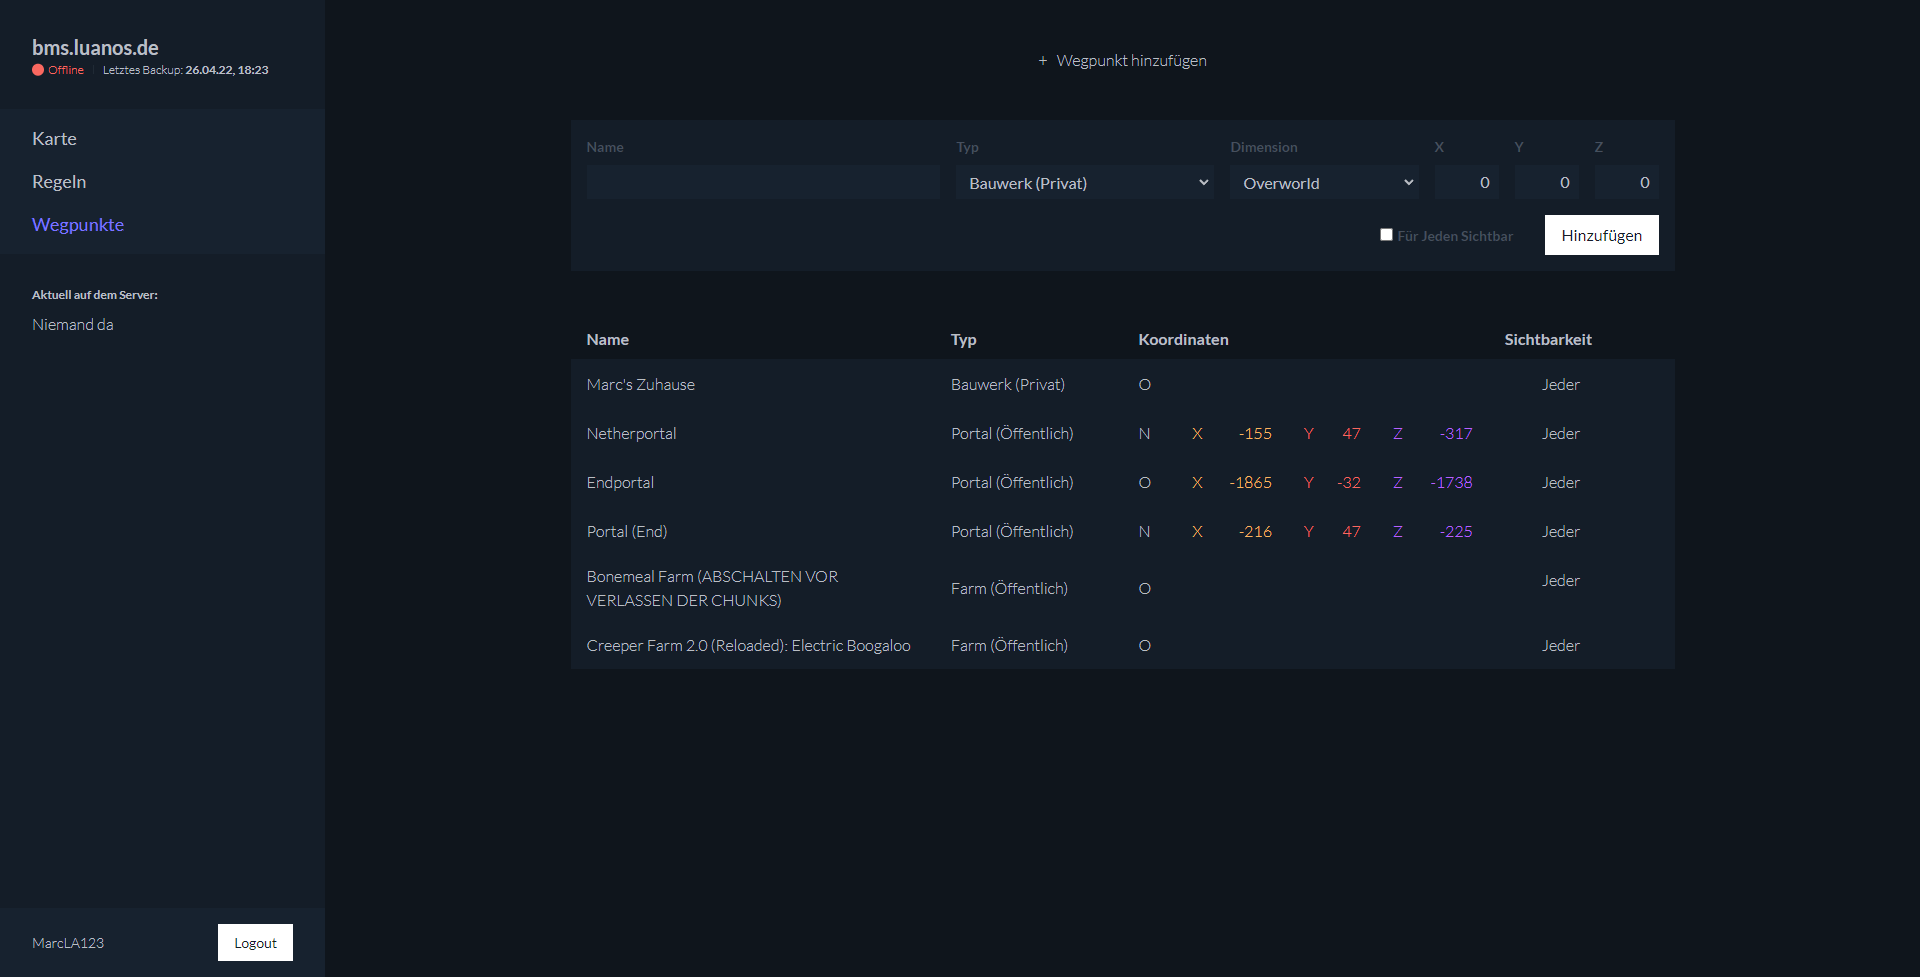 bms.luanos.de
Offline Letztes Backup: 26.04.22, 18:23
Karte
Regeln
Wegpunkte
Aktuell auf dem Server:
Niemand da
MarcLA123 Logout
+ Wegpunkt hinzufügen
Name Typ Dimension X Y Z
Bauwerk (Privat) Overworld 0 0 0
Für Jeden Sichtbar Hinzufügen
Name Typ Koordinaten Sichtbarkeit
Marc's Zuhause Bauwerk (Privat) O Jeder
Netherportal Portal (Öffentlich) N X -155 Y 47 Z -317 Jeder
Endportal Portal (Öffentlich) O X -1865 Y -32 Z -1738 Jeder
Portal (End) Portal (Öffentlich) N X -216 Y 47 Z -225 Jeder
Bonemeal Farm (ABSCHALTEN VOR
VERLASSEN DER CHUNKS) Farm (Öffentlich) O Jeder
Creeper Farm 2.0 (Reloaded): Electric Boogaloo Farm (Öffentlich) O Jeder